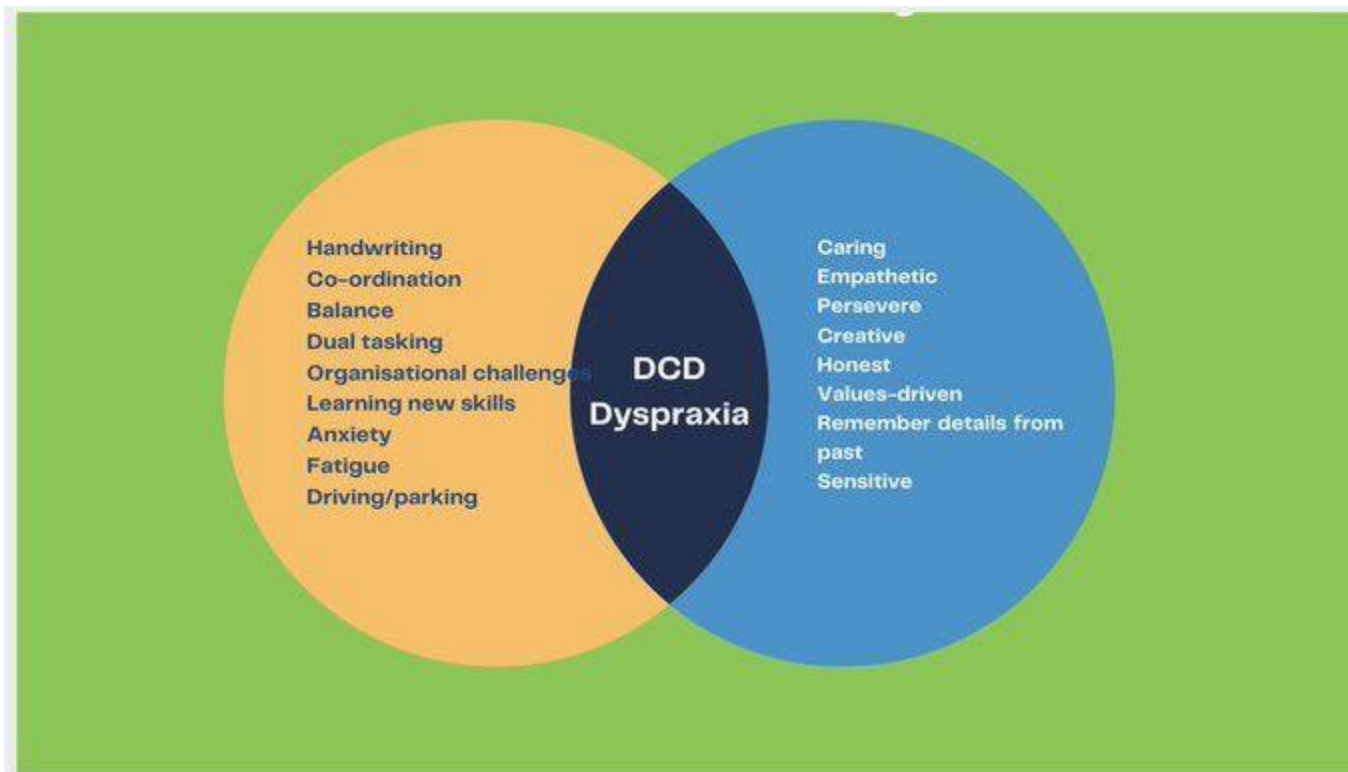 Handwriting
Co-ordination
Balance
Dual tasking
Organisational challenges
Learning new skills
Anxiety
Fatigue
Driving/parking
DCD
Dyspraxia
Caring
Empathetic
Persevere
Creative
Honest
Values-driven
Remember details from
past
Sensitive